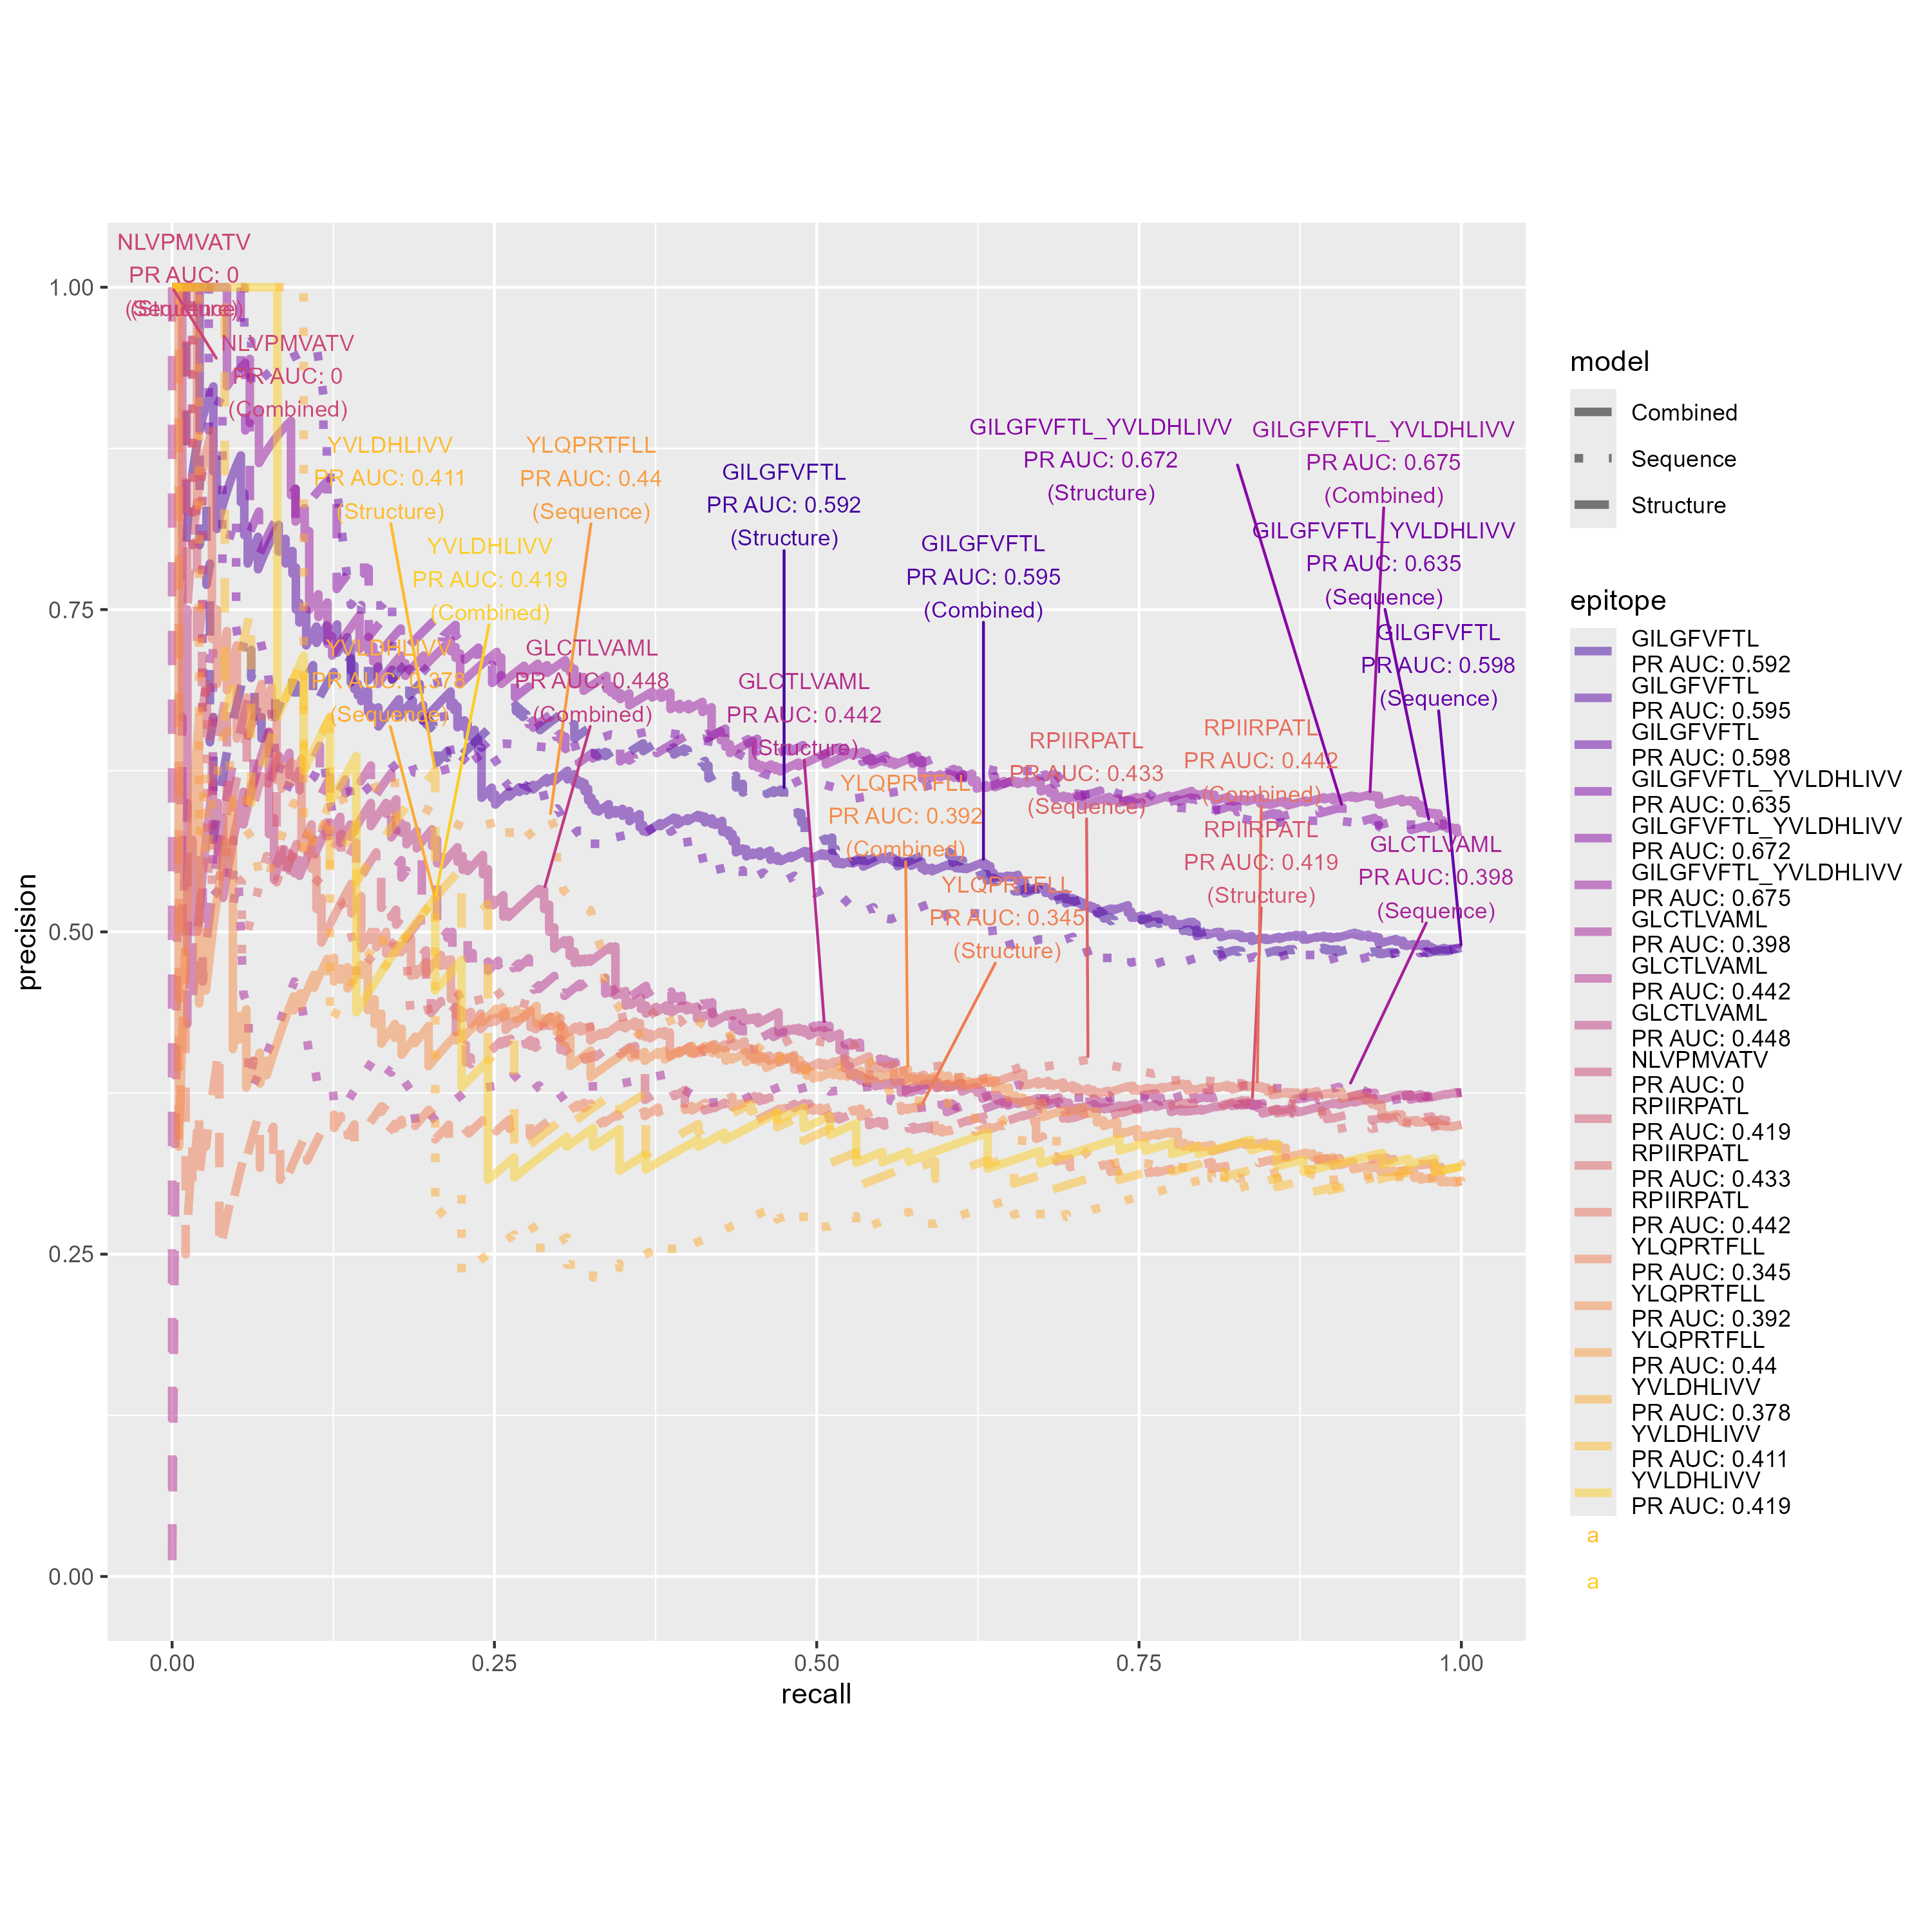 NLVPMVATV
PR AUC: 0
(Structure)
(Sequence)
NLVPMVATV
PR AUC: 0
(Combined)
YVLDHLIVV
PR AUC: 0.411
(Structure)
YLQPRTFLL
PR AUC: 0.44
(Sequence)
YVLDHLIVV
PR AUC: 0.419
(Combined)
YVLDHLIVV
PR AUC: 0.378
(Sequence)
GLCTLVAML
PR AUC: 0.448
(Combined)
GILGFVFTL
PR AUC: 0.592
(Structure)
GILGFVFTL
PR AUC: 0.595
(Combined)
GLCTLVAML
PR AUC: 0.442
(Structure)
YLQPRTFLL
PR AUC: 0.392
(Combined)
YLQPRTFLL
PR AUC: 0.345
(Structure)
GILGFVFTL_YVLDHLIVV
PR AUC: 0.672
(Structure)
GILGFVFTL_YVLDHLIVV
PR AUC: 0.675
(Combined)
GILGFVFTL_YVLDHLIVV
PR AUC: 0.635
(Sequence)
GILGFVFTL
PR AUC: 0.598
(Sequence)
RPIIRPATL
PR AUC: 0.433
(Sequence)
RPIIRPATL
PR AUC: 0.442
(Combined)
RPIIRPATL
PR AUC: 0.419
(Structure)
GLCTLVAML
PR AUC: 0.398
(Sequence)
1.00
0.75
0.50
0.25
0.00
precision
0.00 0.25 0.50 0.75 1.00
recall
model
Combined
Sequence
Structure
epitope
GILGFVFTL
PR AUC: 0.592
GILGFVFTL
PR AUC: 0.595
GILGFVFTL
PR AUC: 0.598
GILGFVFTL_YVLDHLIVV
PR AUC: 0.635
GILGFVFTL_YVLDHLIVV
PR AUC: 0.672
GILGFVFTL_YVLDHLIVV
PR AUC: 0.675
GLCTLVAML
PR AUC: 0.398
GLCTLVAML
PR AUC: 0.442
GLCTLVAML
PR AUC: 0.448
NLVPMVATV
PR AUC: 0
RPIIRPATL
PR AUC: 0.419
RPIIRPATL
PR AUC: 0.433
RPIIRPATL
PR AUC: 0.442
YLQPRTFLL
PR AUC: 0.345
YLQPRTFLL
PR AUC: 0.392
YLQPRTFLL
PR AUC: 0.44
YVLDHLIVV
PR AUC: 0.378
YVLDHLIVV
PR AUC: 0.411
YVLDHLIVV
PR AUC: 0.419
a
a